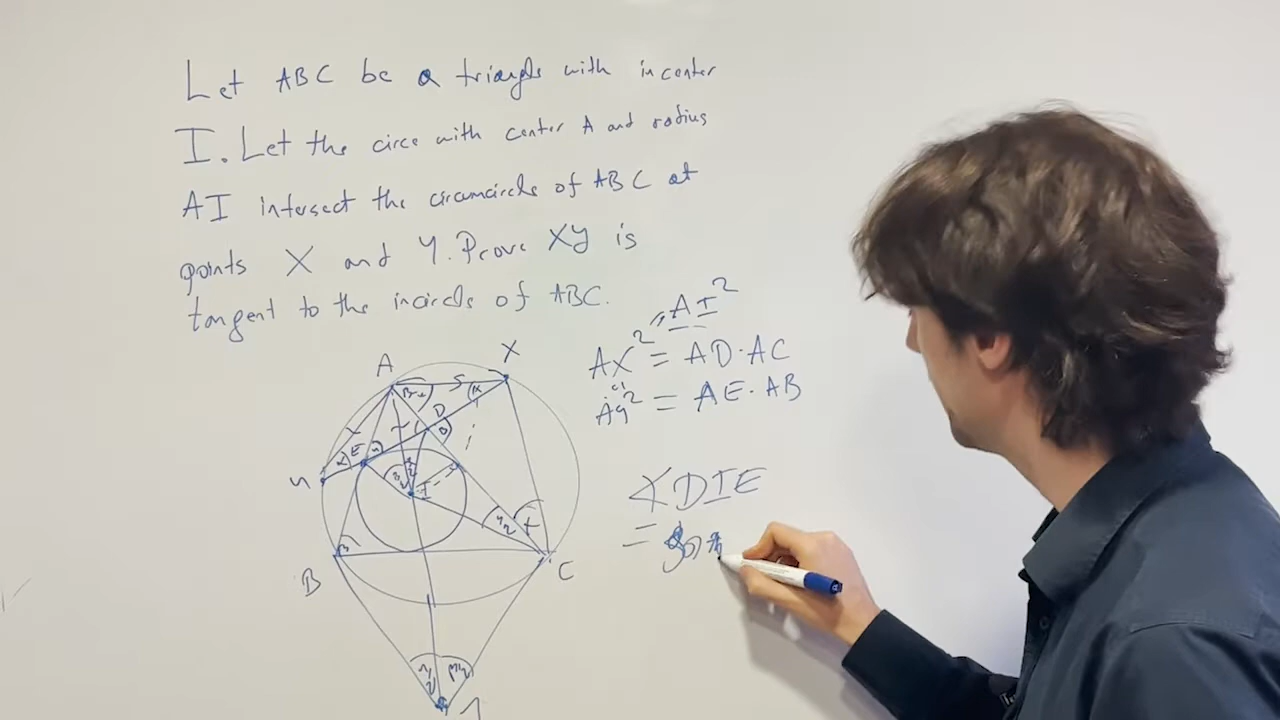 Let ABC be a triangle with incenter
I. Let the circe with center A and radius
AI intersect the circumcircle of ABC at
points X and Y. Prove XY is
tangent to the incircle of ABC.
AI²
AX² = AD·AC
AY² = AE·AB
∢DIE
=
A
X
D
E
I
B
C